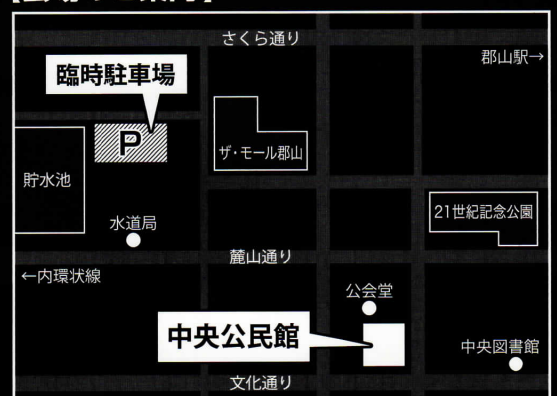 さくら通り
郡山駅→
臨時駐車場
P
ザ・モール郡山
貯水池
水道局
21世紀記念公園
麓山通り
←内環状線
公会堂
中央公民館
中央図書館
文化通り